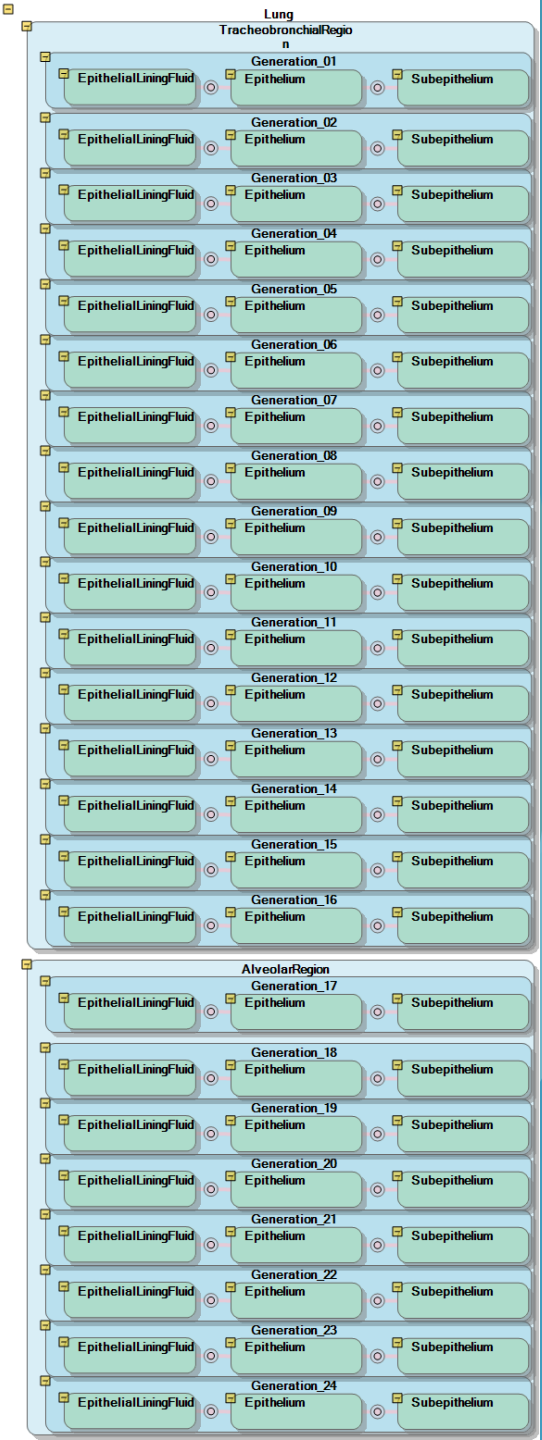 Lung
TracheobronchialRegio
n
Generation_01
EpithelialLiningFluid Epithelium Subepithelium
Generation_02
EpithelialLiningFluid Epithelium Subepithelium
Generation_03
EpithelialLiningFluid Epithelium Subepithelium
Generation_04
EpithelialLiningFluid Epithelium Subepithelium
Generation_05
EpithelialLiningFluid Epithelium Subepithelium
Generation_06
EpithelialLiningFluid Epithelium Subepithelium
Generation_07
EpithelialLiningFluid Epithelium Subepithelium
Generation_08
EpithelialLiningFluid Epithelium Subepithelium
Generation_09
EpithelialLiningFluid Epithelium Subepithelium
Generation_10
EpithelialLiningFluid Epithelium Subepithelium
Generation_11
EpithelialLiningFluid Epithelium Subepithelium
Generation_12
EpithelialLiningFluid Epithelium Subepithelium
Generation_13
EpithelialLiningFluid Epithelium Subepithelium
Generation_14
EpithelialLiningFluid Epithelium Subepithelium
Generation_15
EpithelialLiningFluid Epithelium Subepithelium
Generation_16
EpithelialLiningFluid Epithelium Subepithelium
AlveolarRegion
Generation_17
EpithelialLiningFluid Epithelium Subepithelium
Generation_18
EpithelialLiningFluid Epithelium Subepithelium
Generation_19
EpithelialLiningFluid Epithelium Subepithelium
Generation_20
EpithelialLiningFluid Epithelium Subepithelium
Generation_21
EpithelialLiningFluid Epithelium Subepithelium
Generation_22
EpithelialLiningFluid Epithelium Subepithelium
Generation_23
EpithelialLiningFluid Epithelium Subepithelium
Generation_24
EpithelialLiningFluid Epithelium Subepithelium